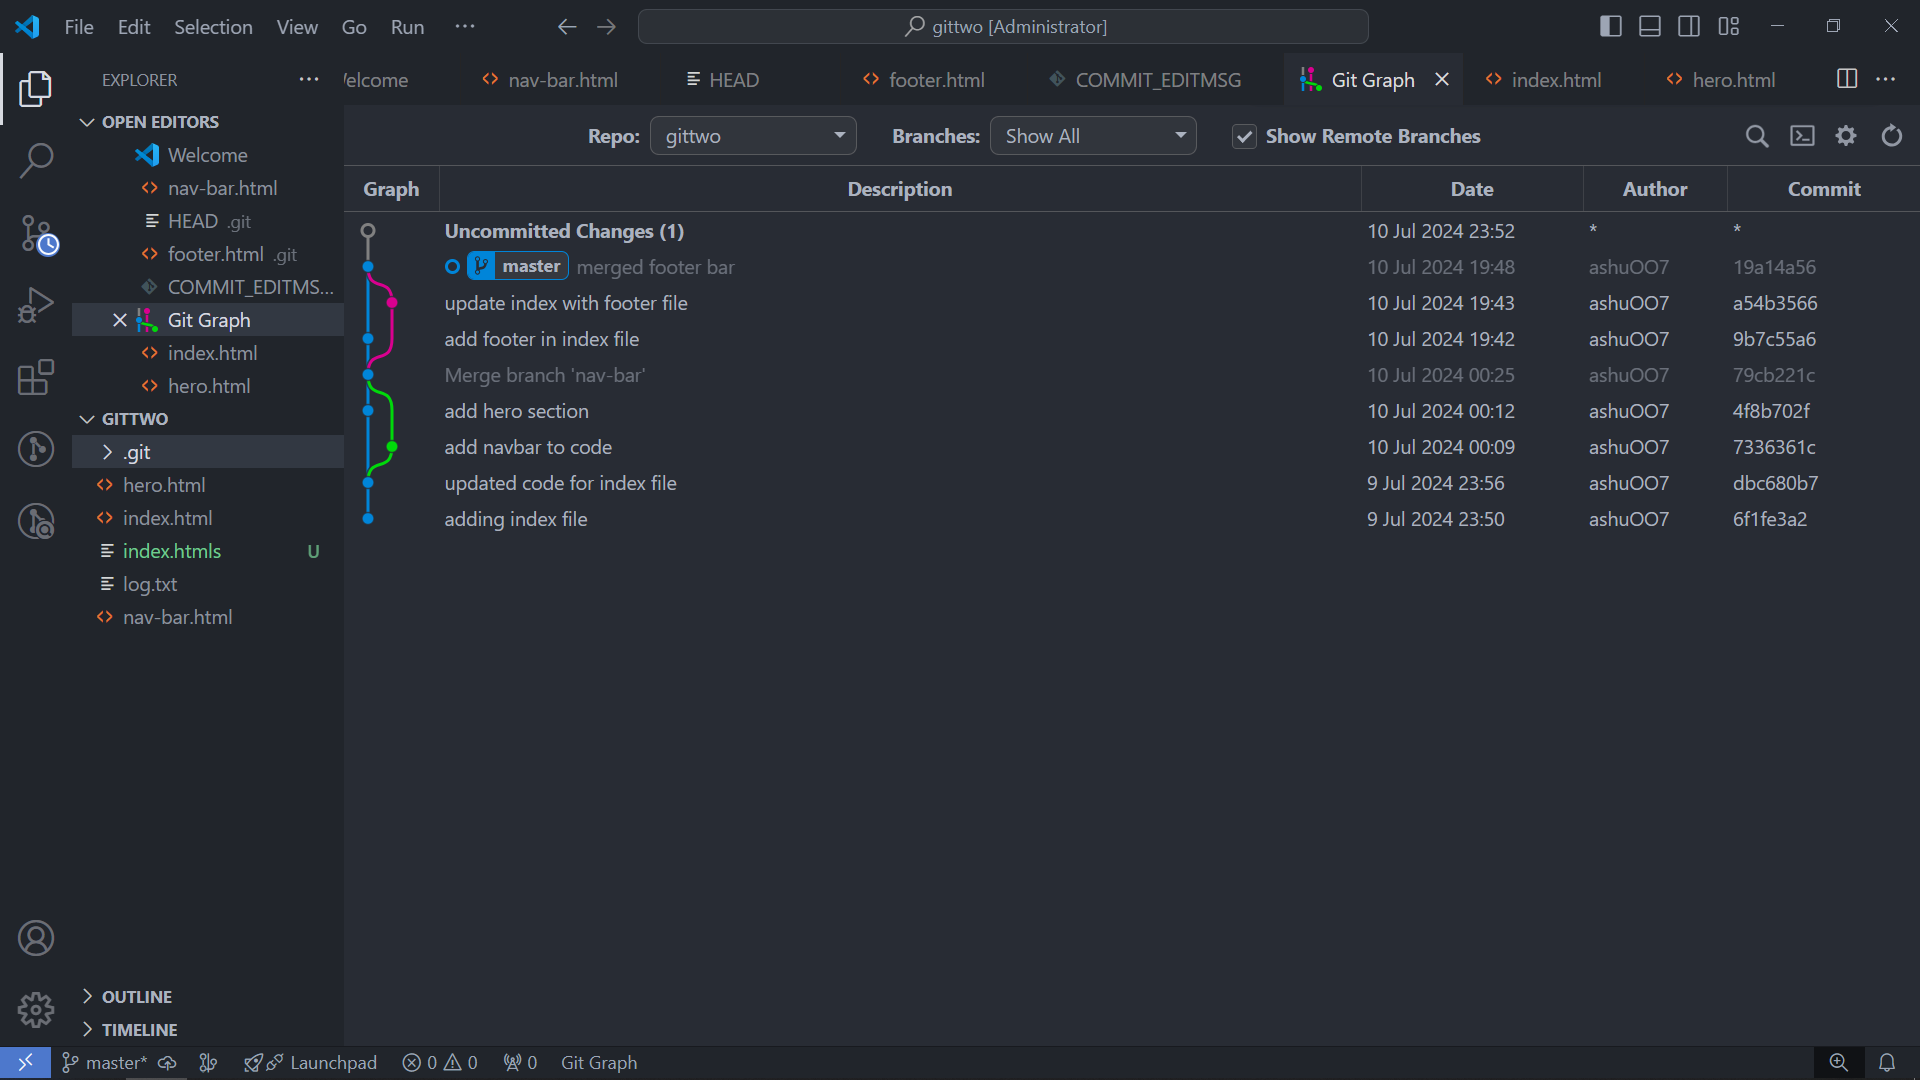 File Edit Selection View Go Run
gittwo [Administrator]
EXPLORER
elcome nav-bar.html HEAD footer.html COMMIT_EDITMSG Git Graph index.html hero.html
OPEN EDITORS
Welcome
nav-bar.html
HEAD .git
footer.html .git
COMMIT_EDITMS...
Git Graph
index.html
hero.html
GITTWO
.git
hero.html
index.html
index.htmls U
log.txt
nav-bar.html
OUTLINE
TIMELINE
Repo: gittwo Branches: Show All Show Remote Branches
Graph Description Date Author Commit
Uncommitted Changes (1) 10 Jul 2024 23:52 * *
master merged footer bar 10 Jul 2024 19:48 ashuOO7 19a14a56
update index with footer file 10 Jul 2024 19:43 ashuOO7 a54b3566
add footer in index file 10 Jul 2024 19:42 ashuOO7 9b7c55a6
Merge branch 'nav-bar' 10 Jul 2024 00:25 ashuOO7 79cb221c
add hero section 10 Jul 2024 00:12 ashuOO7 4f8b702f
add navbar to code 10 Jul 2024 00:09 ashuOO7 7336361c
updated code for index file 9 Jul 2024 23:56 ashuOO7 dbc680b7
adding index file 9 Jul 2024 23:50 ashuOO7 6f1fe3a2
master* Launchpad 0 0 0 Git Graph